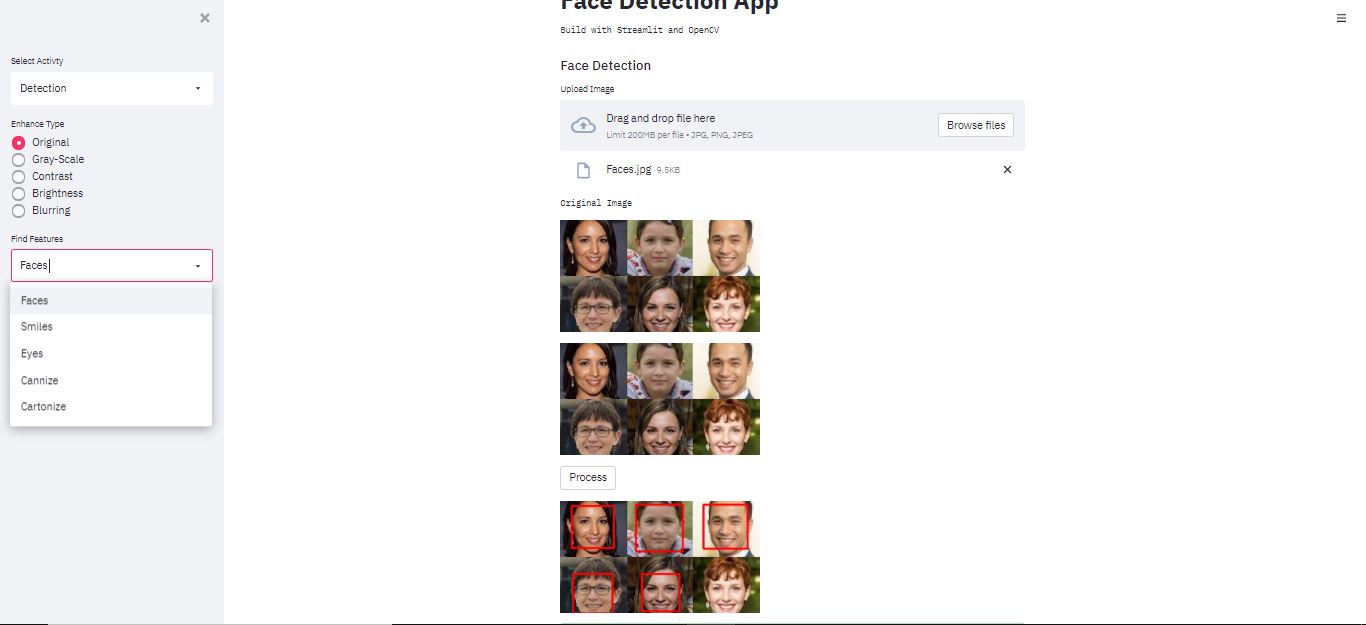 Face Detection App
Build with Streamlit and OpenCV
Select Activty
Detection
Enhance Type
Original
Gray-Scale
Contrast
Brightness
Blurring
Find Features
Faces
Faces
Smiles
Eyes
Cannize
Cartonize
Face Detection
Upload Image
Drag and drop file here
Limit 200MB per file • JPG, PNG, JPEG
Browse files
Faces.jpg 9.5KB
Original Image
Process